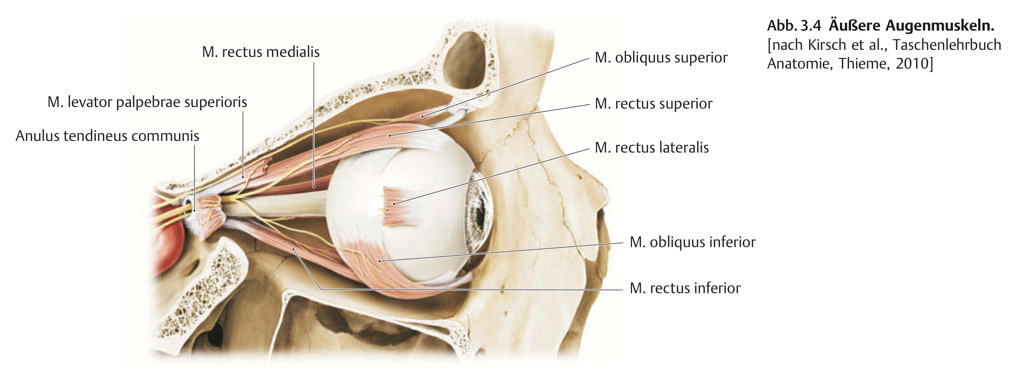 Abb. 3.4 Äußere Augenmuskeln.
[nach Kirsch et al., Taschenlehrbuch
Anatomie, Thieme, 2010]
M. rectus medialis
M. levator palpebrae superioris
Anulus tendineus communis
M. obliquus superior
M. rectus superior
M. rectus lateralis
M. obliquus inferior
M. rectus inferior